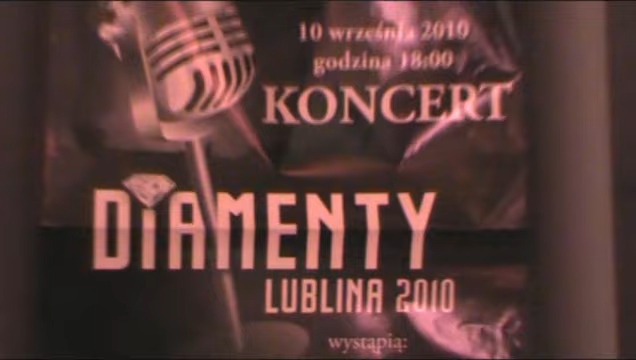 10 września 2010
godzina 18:00
KONCERT
DiAMENTY
LUBLINA 2010
wystąpią: